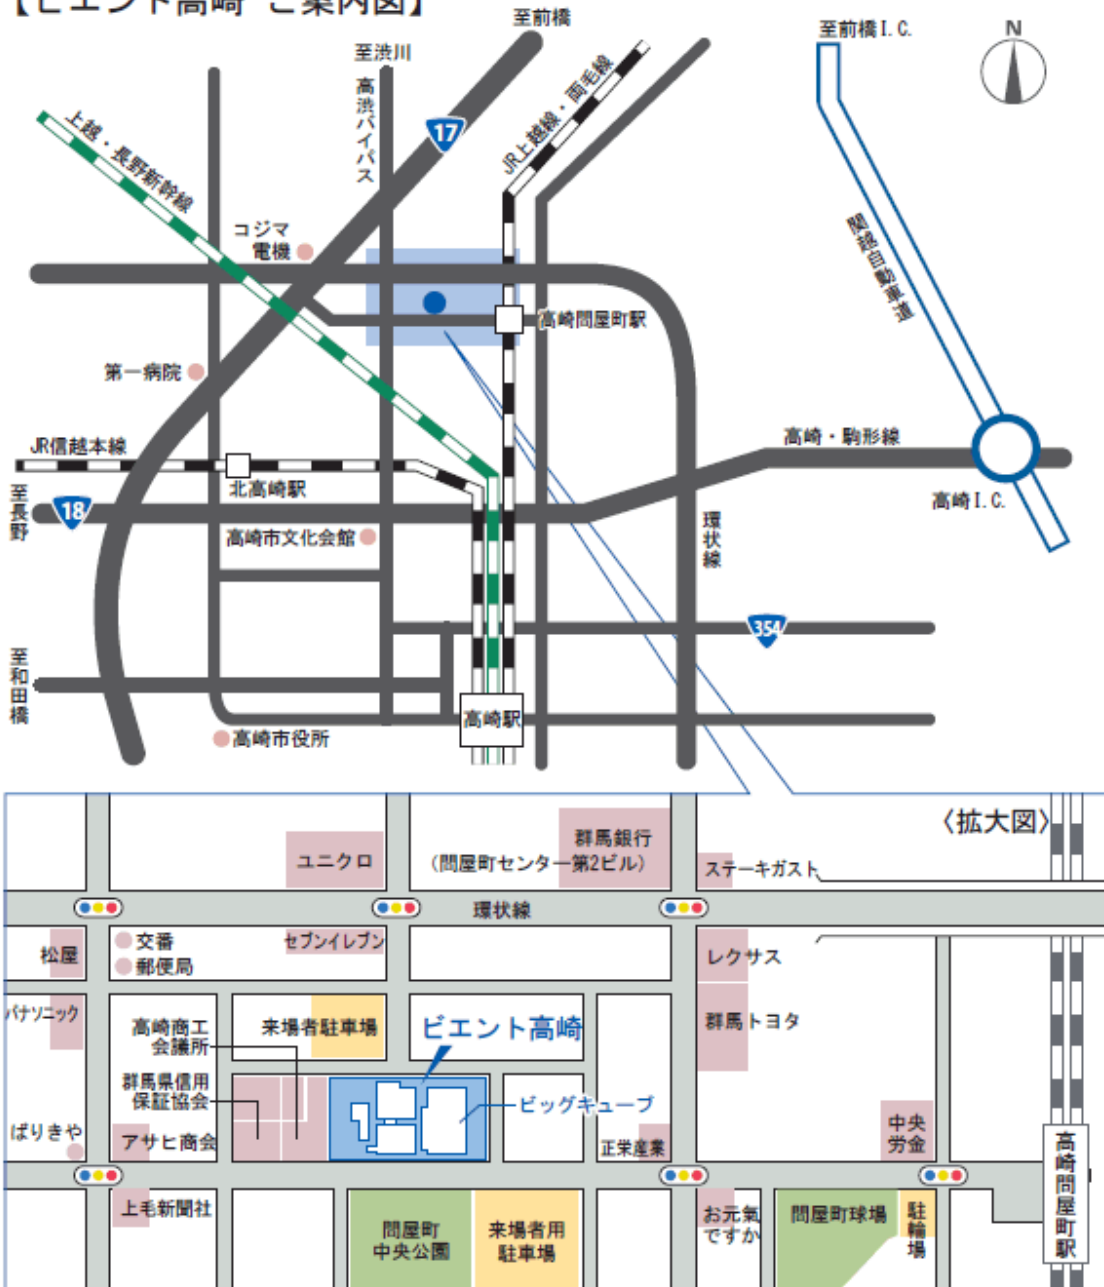 【ビエント高崎 ご案内図】
至前橋
至渋川
高渋バイパス
17
JR上越線・両毛線
上越・長野新幹線
至前橋I.C.
N
関越自動車道
コジマ
電機
高崎問屋町駅
第一病院
JR信越本線
北高崎駅
至長野
18
高崎市文化会館
高崎・駒形線
高崎I.C.
環状線
354
至和田橋
高崎駅
高崎市役所
〈拡大図〉
ユニクロ
群馬銀行
(問屋町センター第2ビル)
ステーキガスト
環状線
松屋
交番
郵便局
セブンイレブン
レクサス
パナソニック
高崎商工
会議所
来場者駐車場
ビエント高崎
群馬トヨタ
群馬県信用
保証協会
ビッグキューブ
ばりきや
アサヒ商会
正栄産業
中央
労金
高崎問屋町駅
上毛新聞社
問屋町
中央公園
来場者用
駐車場
お元氣
ですか
問屋町球場
駐輪場